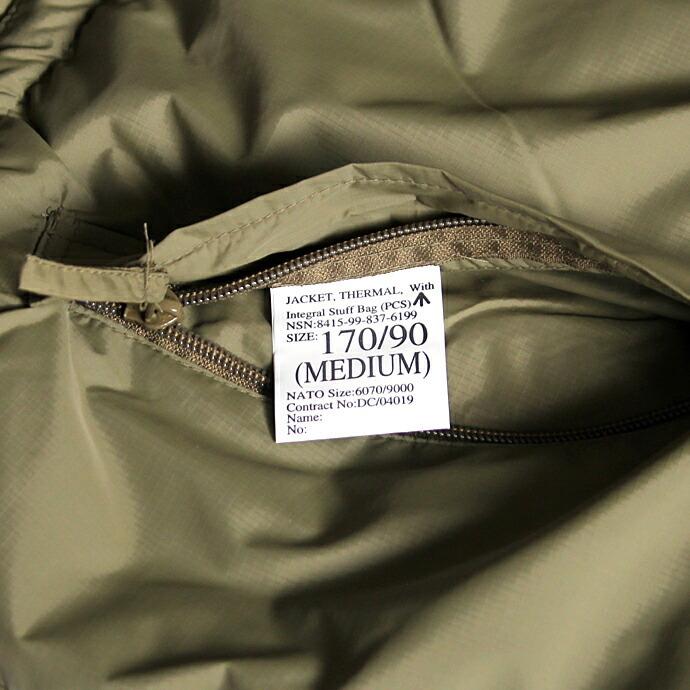 JACKET, THERMAL, With
Integral Stuff Bag (PCS)
NSN:8415-99-837-6199
SIZE: 170/90
(MEDIUM)
NATO Size:6070/9000
Contract No:DC/04019
Name:
No: